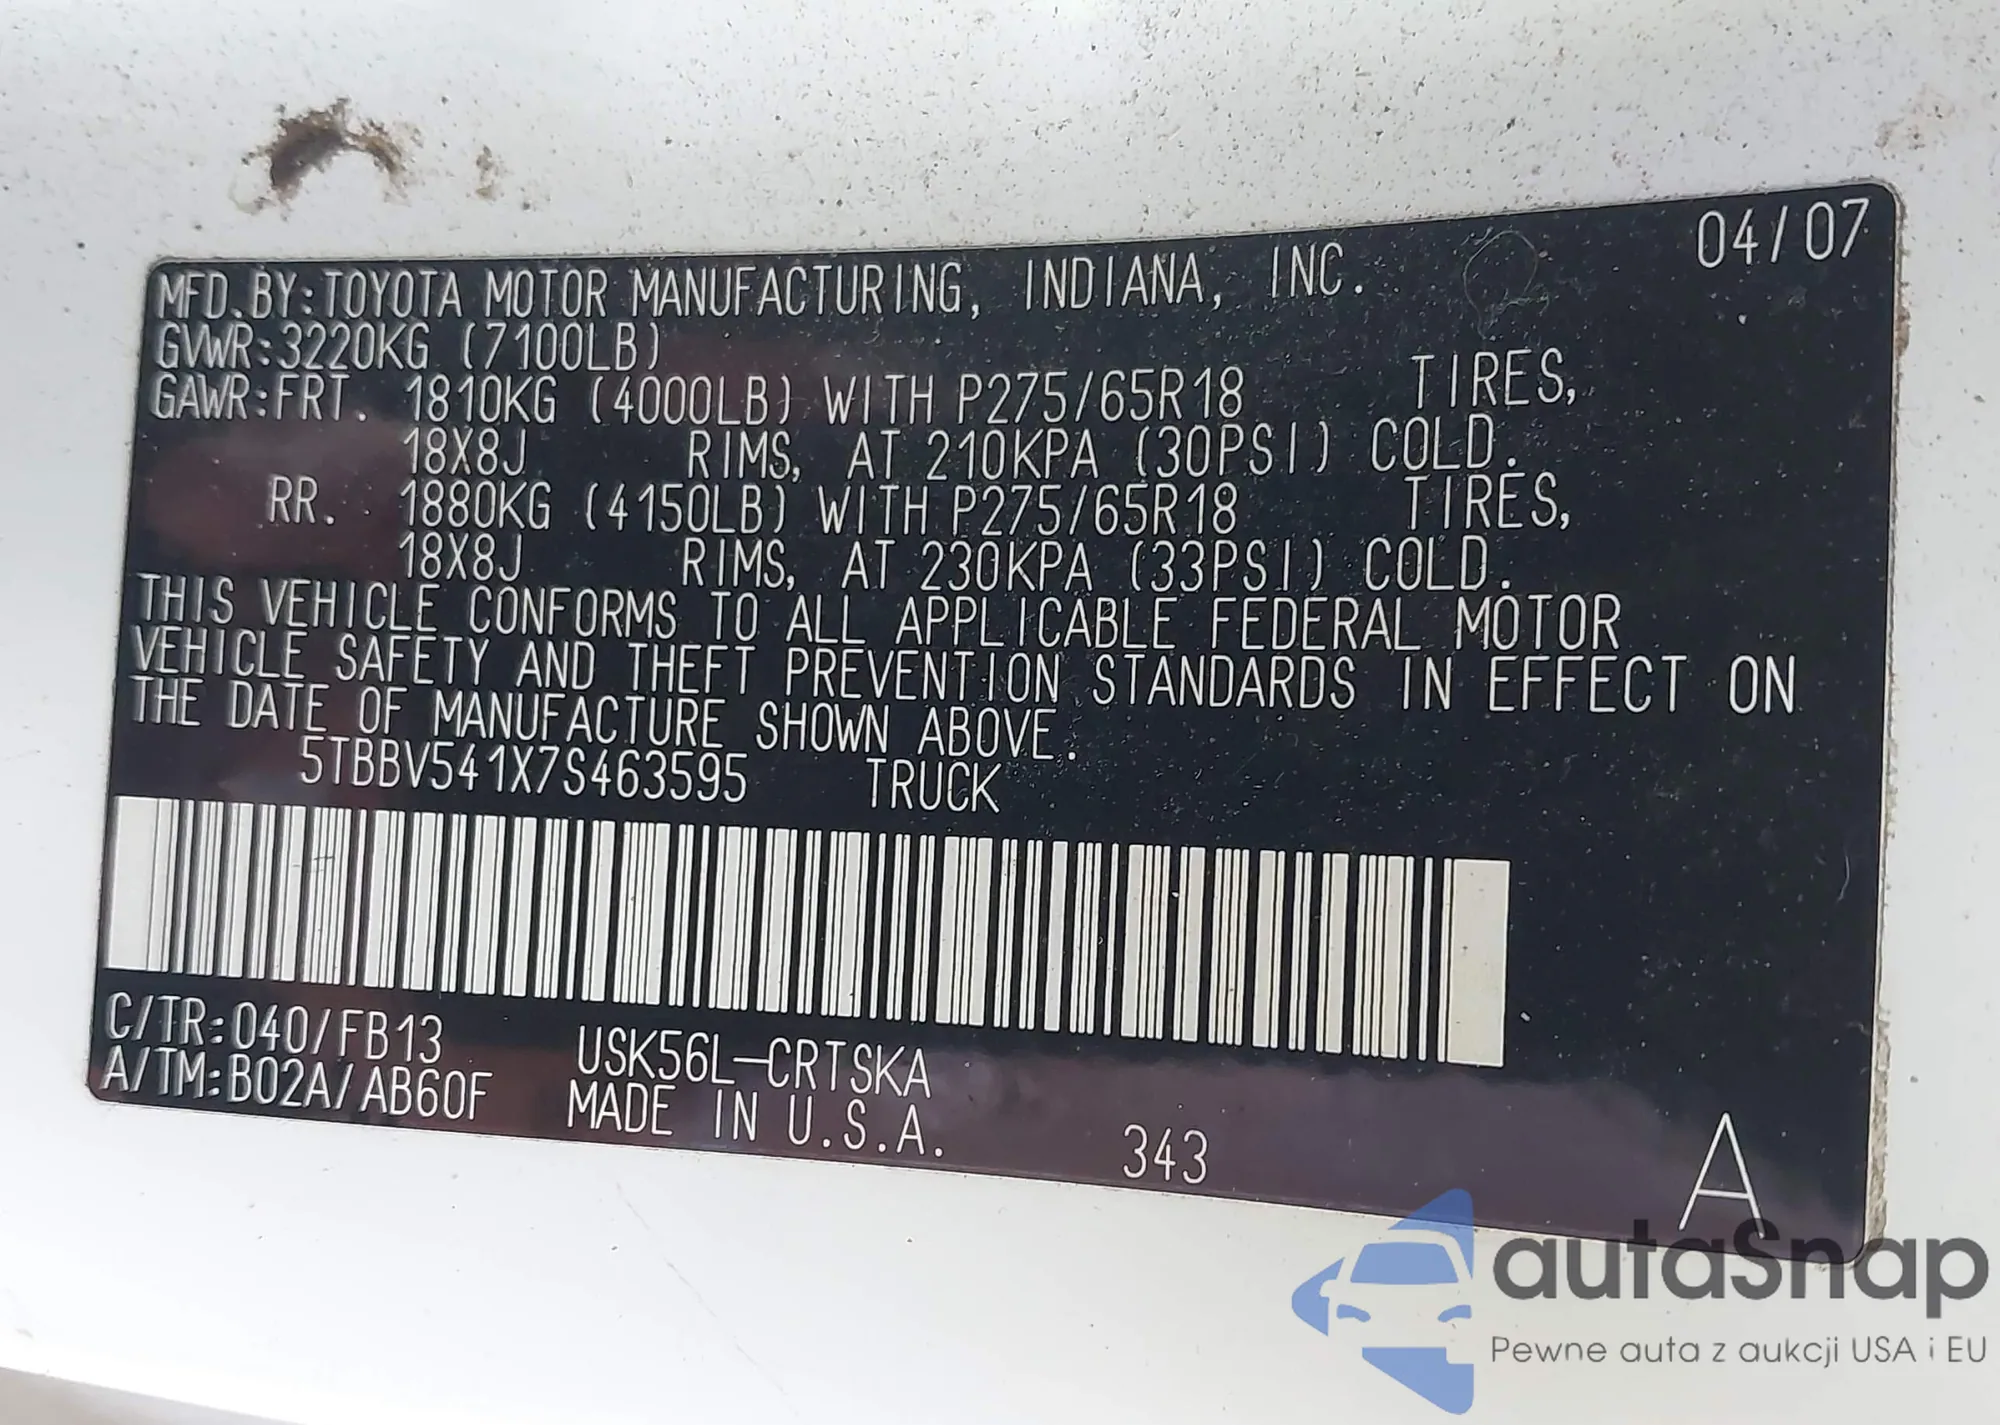 04/07
MFD.BY:TOYOTA MOTOR MANUFACTURING, INDIANA, INC.
GVWR:3220KG (7100LB)
GAWR:FRT. 1810KG (4000LB) WITH P275/65R18 TIRES,
18X8J RIMS, AT 210KPA (30PSI) COLD.
RR. 1880KG (4150LB) WITH P275/65R18 TIRES,
18X8J RIMS, AT 230KPA (33PSI) COLD.
THIS VEHICLE CONFORMS TO ALL APPLICABLE FEDERAL MOTOR
VEHICLE SAFETY AND THEFT PREVENTION STANDARDS IN EFFECT ON
THE DATE OF MANUFACTURE SHOWN ABOVE.
5TBBV541X7S463595 TRUCK
C/TR:040/FB13 USK56L-CRTSKA
A/TM:B02A/AB60F MADE IN U.S.A. 343
A
autaSnap
Pewne auta z aukcji USA i EU